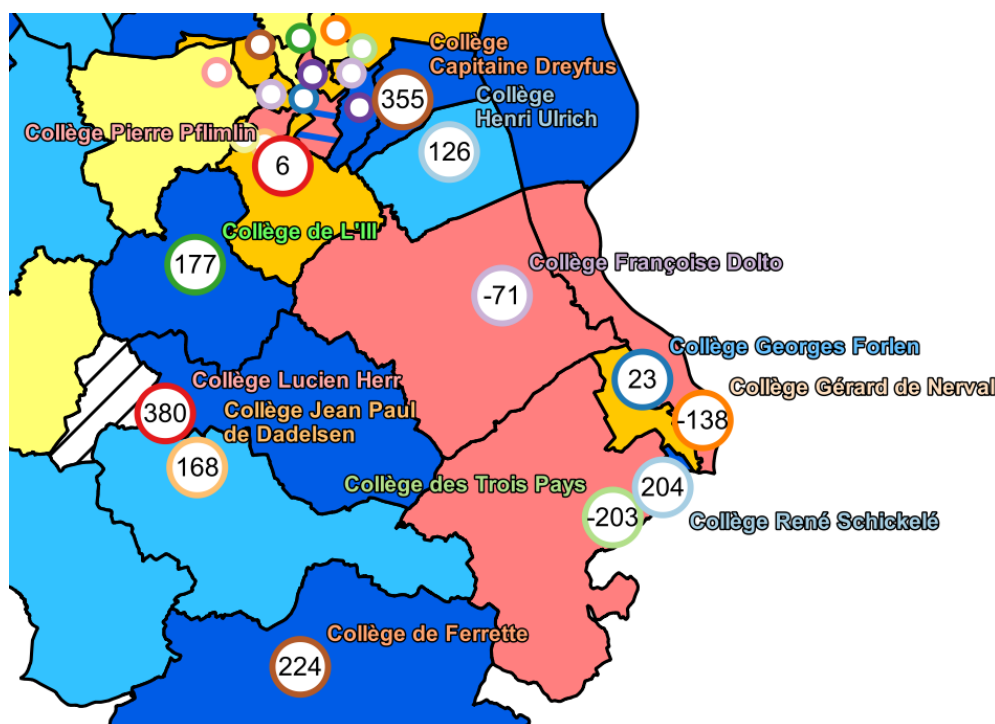 Collège
Capitaine Dreyfus
355
Collège
Henri Ulrich
Collège Pierre Pflimlin
126
6
Collège de L'Ill
177
Collège Françoise Dolto
-71
Collège Georges Forlen
23
Collège Gérard de Nerval
-138
Collège Lucien Herr
380
Collège Jean Paul
de Dadelsen
168
Collège des Trois Pays
204
-203
Collège René Schickelé
Collège de Ferrette
224